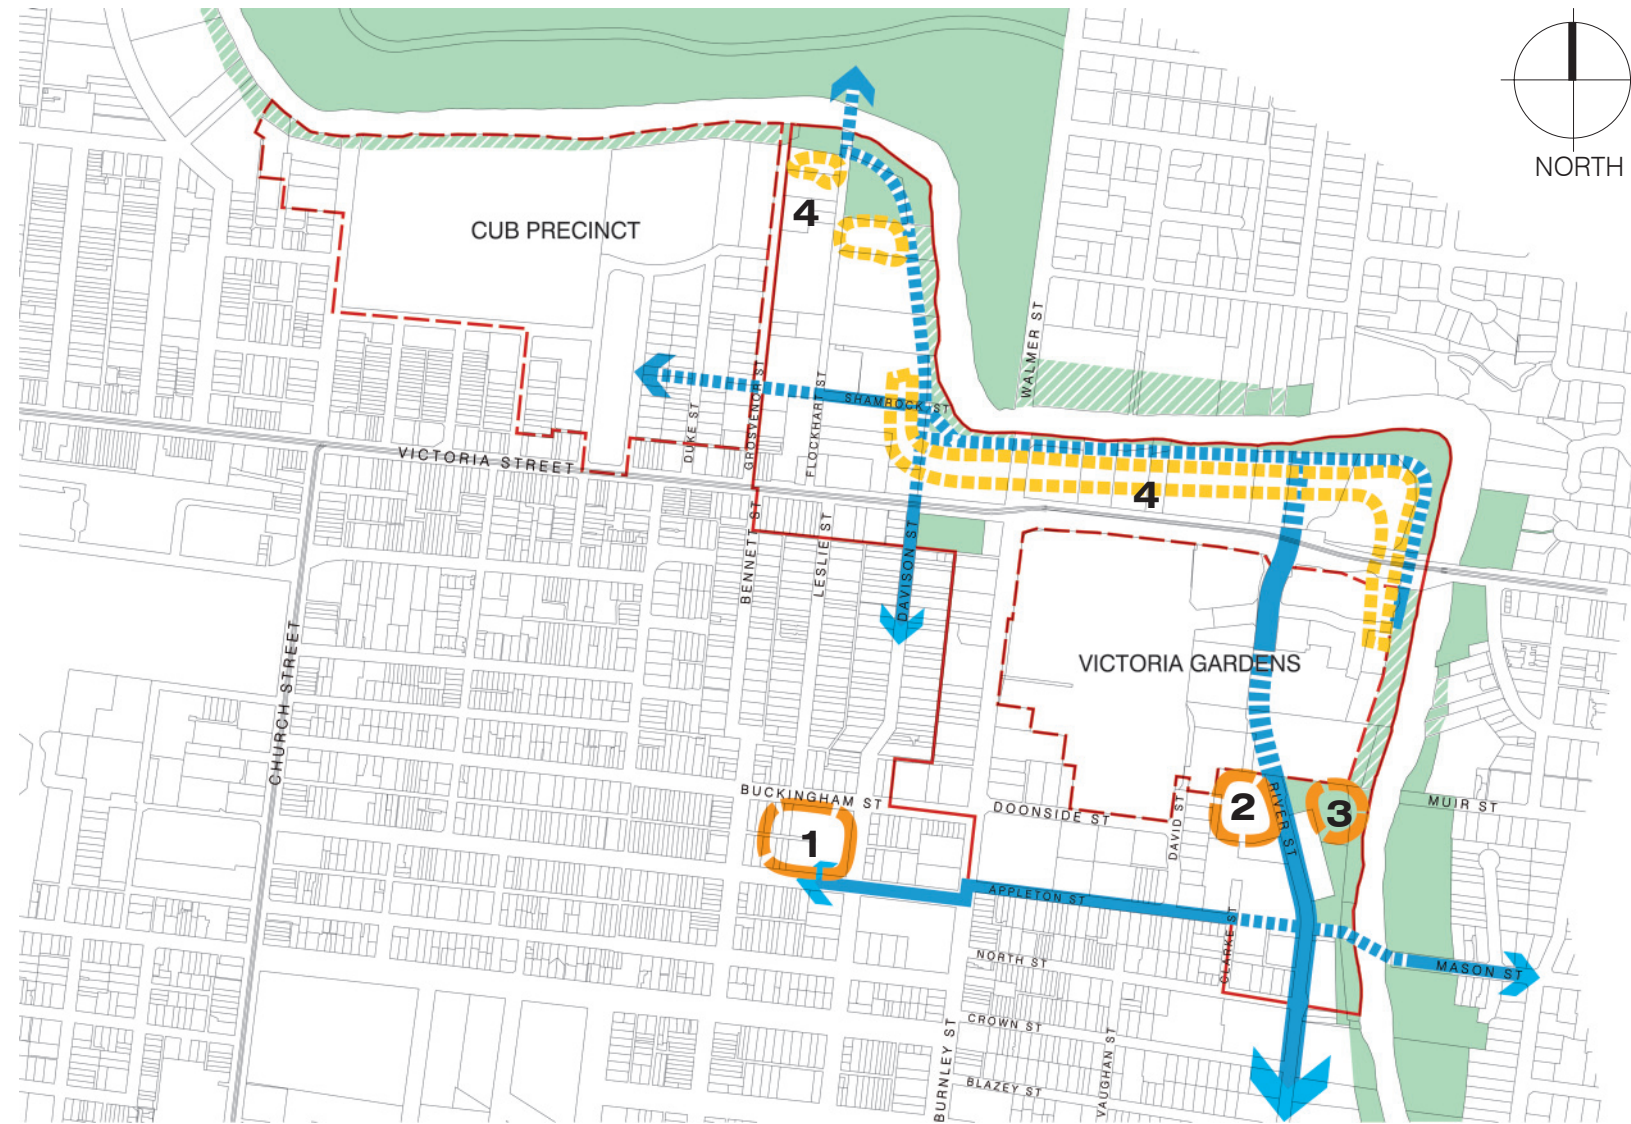 NORTH
CUB PRECINCT
4
WALMER ST
SHAMROCK ST
DUKE ST
GROSVENOR ST
FLOCKHART ST
VICTORIA STREET
4
BENNETT ST
LESLIE ST
DAVISON ST
CHURCH STREET
VICTORIA GARDENS
BUCKINGHAM ST
DOONSIDE ST
DAVID ST
RIVER ST
MUIR ST
1
2
3
APPLETON ST
CLARKE ST
NORTH ST
MASON ST
CROWN ST
BURNLEY ST
VAUGHAN ST
BLAZEY ST